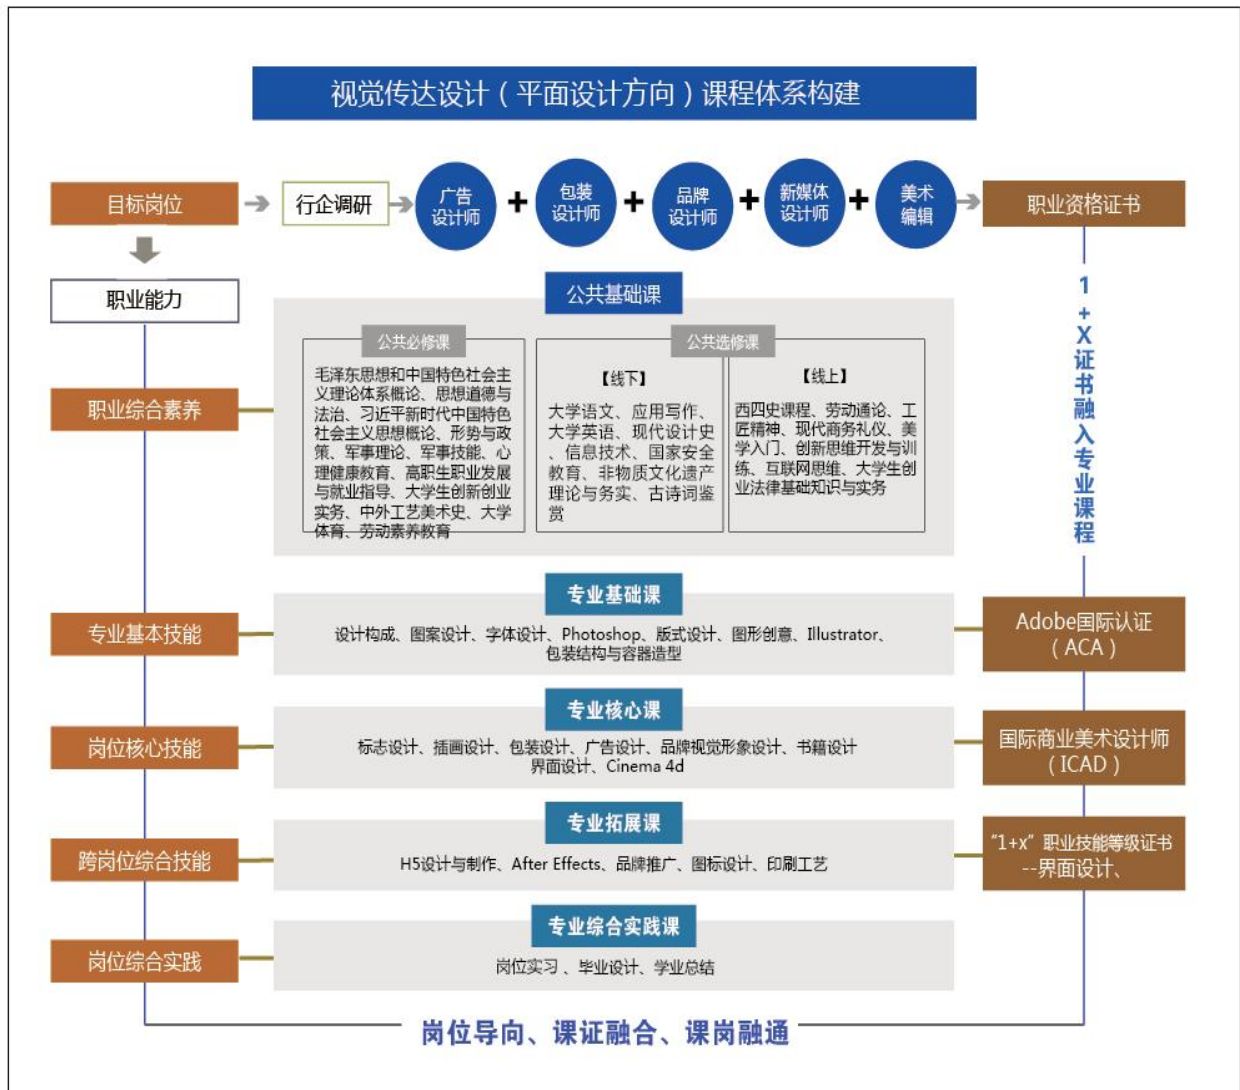 视觉传达设计（平面设计方向）课程体系构建
目标岗位
行企调研
广告
设计师
+
包装
设计师
+
品牌
设计师
+
新媒体
设计师
+
美术
编辑
职业资格证书
职业能力
1+X证书融入专业课程
公共基础课
职业综合素养
公共必修课
毛泽东思想和中国特色社会主
义理论体系概论、思想道德与
法治、习近平新时代中国特色
社会主义思想概论、形势与政
策、军事理论、军事技能、心
理健康教育、高职生职业发展
与就业指导、大学生创新创业
实务、中外工艺美术史、大学
体育、劳动素养教育
公共选修课
【线下】
大学语文、应用写作、
大学英语、现代设计史
、信息技术、国家安全
教育、非物质文化遗产
理论与务实、古诗词鉴
赏
【线上】
西四史课程、劳动通论、工
匠精神、现代商务礼仪、美
学入门、创新思维开发与训
练、互联网思维、大学生创
业法律基础知识与实务
专业基本技能
专业基础课
设计构成、图案设计、字体设计、Photoshop、版式设计、图形创意、Illustrator、
包装结构与容器造型
Adobe国际认证
（ACA）
岗位核心技能
专业核心课
标志设计、插画设计、包装设计、广告设计、品牌视觉形象设计、书籍设计
界面设计、Cinema 4d
国际商业美术设计师
（ICAD）
跨岗位综合技能
专业拓展课
H5设计与制作、After Effects、品牌推广、图标设计、印刷工艺
“1+x”职业技能等级证书
--界面设计、
岗位综合实践
专业综合实践课
岗位实习 、毕业设计、学业总结
岗位导向、课证融合、课岗融通